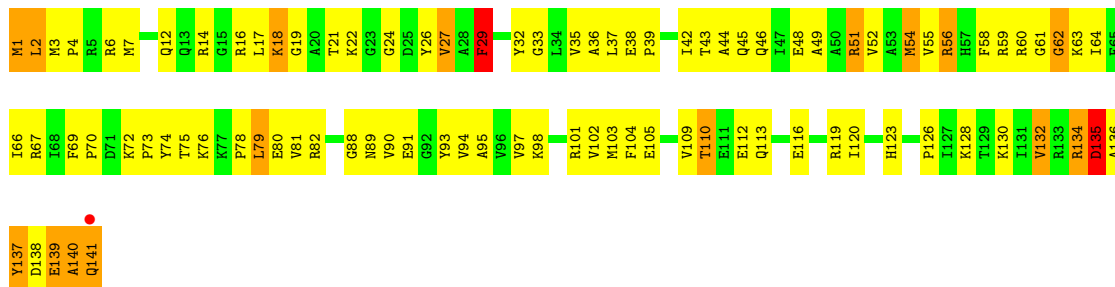 M1 L2 M3 P4 R5 R6 M7 Q12 Q13 R14 G15 R16 L17 K18 G19 A20 T21 K22 G23 G24 D25 Y26 V27 A28 F29 Y32 G33 L34 V35 A36 L37 E38 P39 I42 T43 A44 Q45 Q46 I47 E48 A49 A50 R51 V52 A53 M54 V55 R56 H57 F58 R59 R60 G61 G62 K63 I64 F65
I66 R67 I68 F69 P70 D71 K72 P73 Y74 T75 K76 K77 P78 L79 E80 V81 R82 G88 N89 V90 E91 G92 Y93 V94 A95 V96 V97 K98 R101 V102 M103 F104 E105 V109 T110 E111 E112 Q113 E116 R119 I120 H123 P126 I127 K128 T129 K130 I131 V132 R133 R134 D135 A136
Y137 D138 E139 A140 Q141